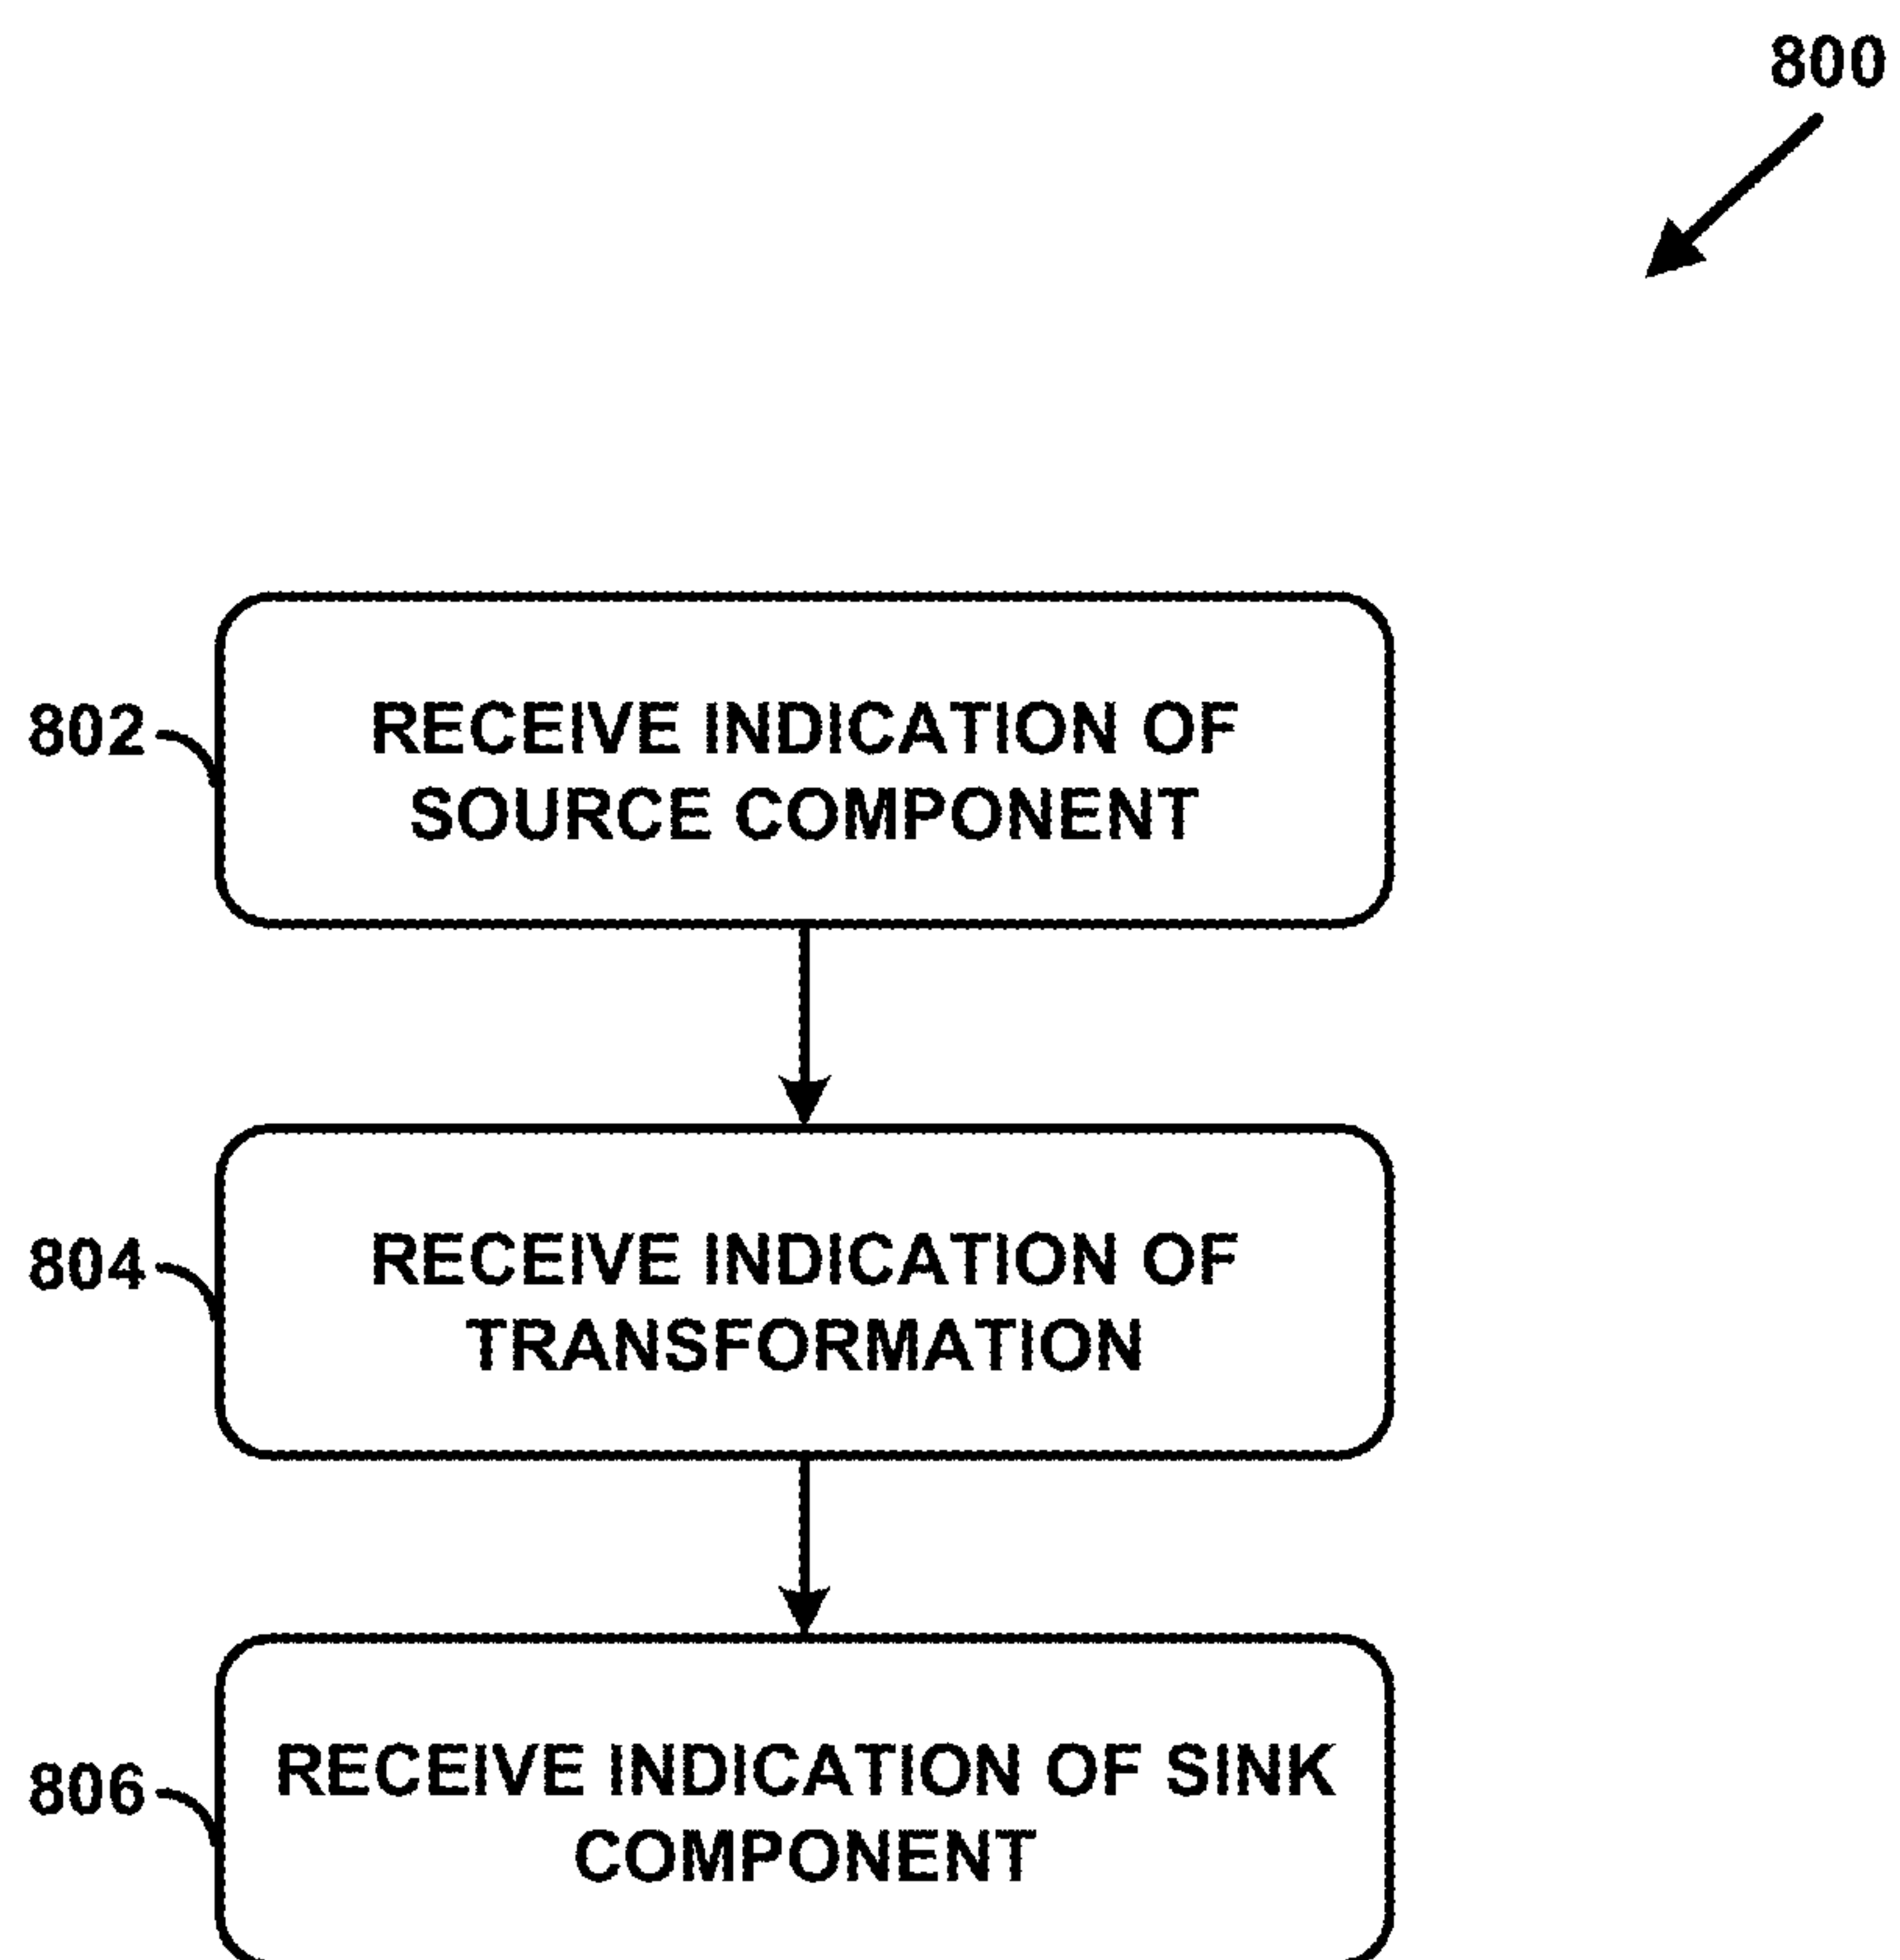 800
802
RECEIVE INDICATION OF
SOURCE COMPONENT
804
RECEIVE INDICATION OF
TRANSFORMATION
806
RECEIVE INDICATION OF SINK
COMPONENT